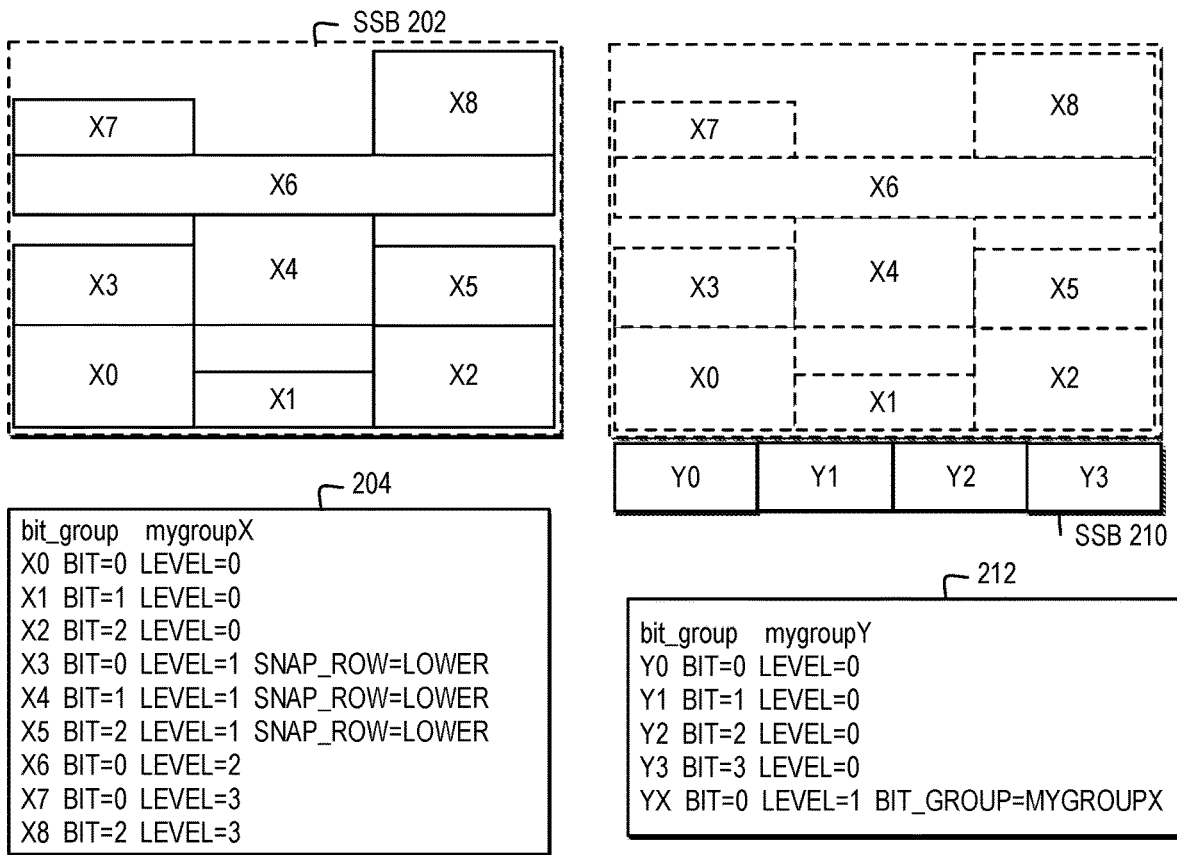 SSB 202
X8
X7
X6
X3
X4
X5
X0
X1
X2
X8
X7
X6
X3
X4
X5
X0
X1
X2
Y0 Y1 Y2 Y3
SSB 210
204
bit_group mygroupX
X0 BIT=0 LEVEL=0
X1 BIT=1 LEVEL=0
X2 BIT=2 LEVEL=0
X3 BIT=0 LEVEL=1 SNAP_ROW=LOWER
X4 BIT=1 LEVEL=1 SNAP_ROW=LOWER
X5 BIT=2 LEVEL=1 SNAP_ROW=LOWER
X6 BIT=0 LEVEL=2
X7 BIT=0 LEVEL=3
X8 BIT=2 LEVEL=3
212
bit_group mygroupY
Y0 BIT=0 LEVEL=0
Y1 BIT=1 LEVEL=0
Y2 BIT=2 LEVEL=0
Y3 BIT=3 LEVEL=0
YX BIT=0 LEVEL=1 BIT_GROUP=MYGROUPX